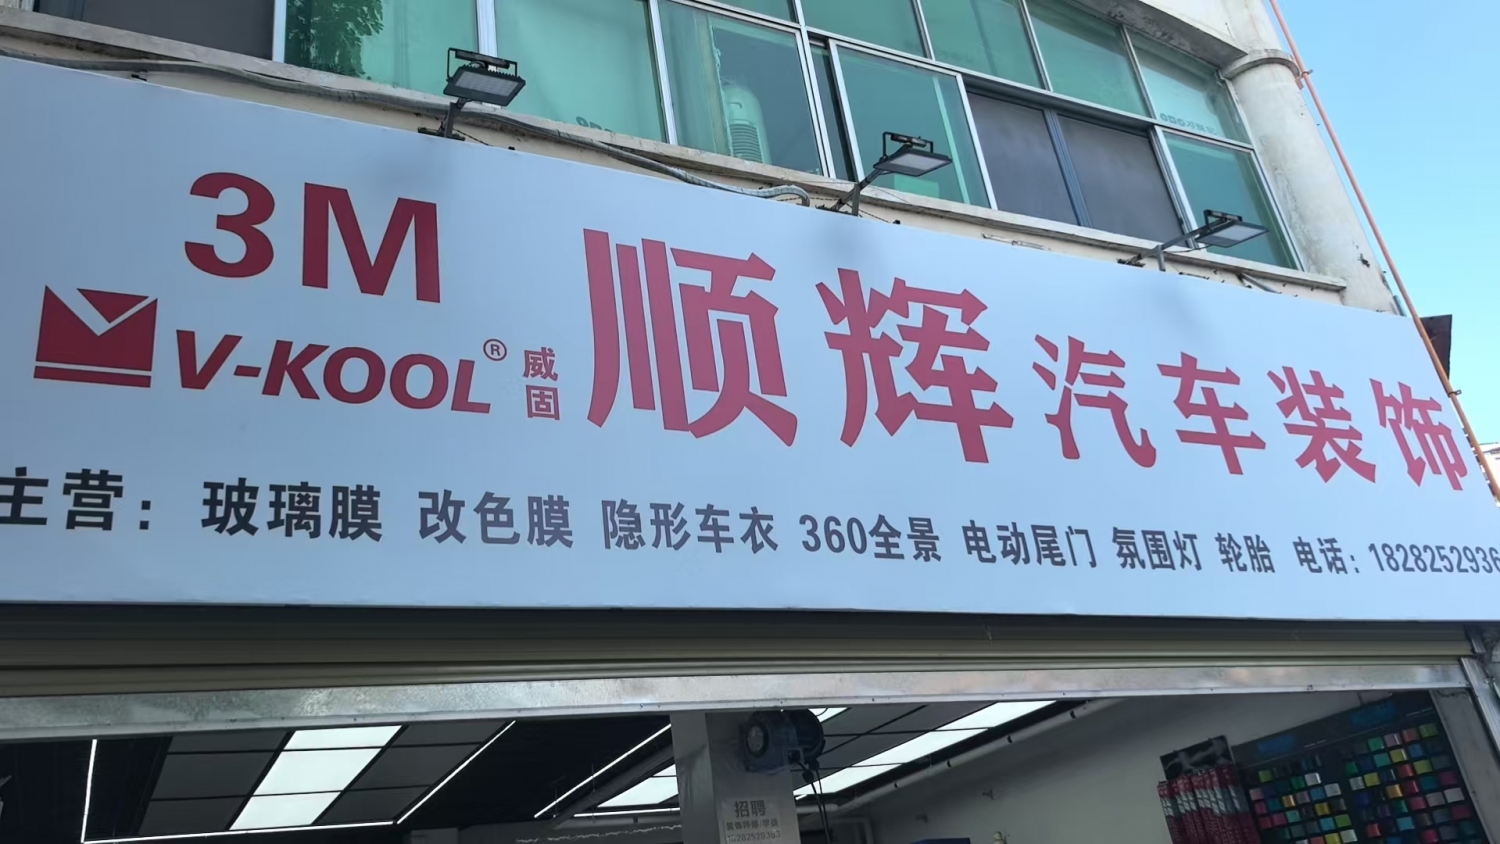 3M
V-KOOL® 威固
顺辉汽车装饰
主营：玻璃膜 改色膜 隐形车衣 360全景 电动尾门 氛围灯 轮胎 电话：1828252936
招聘